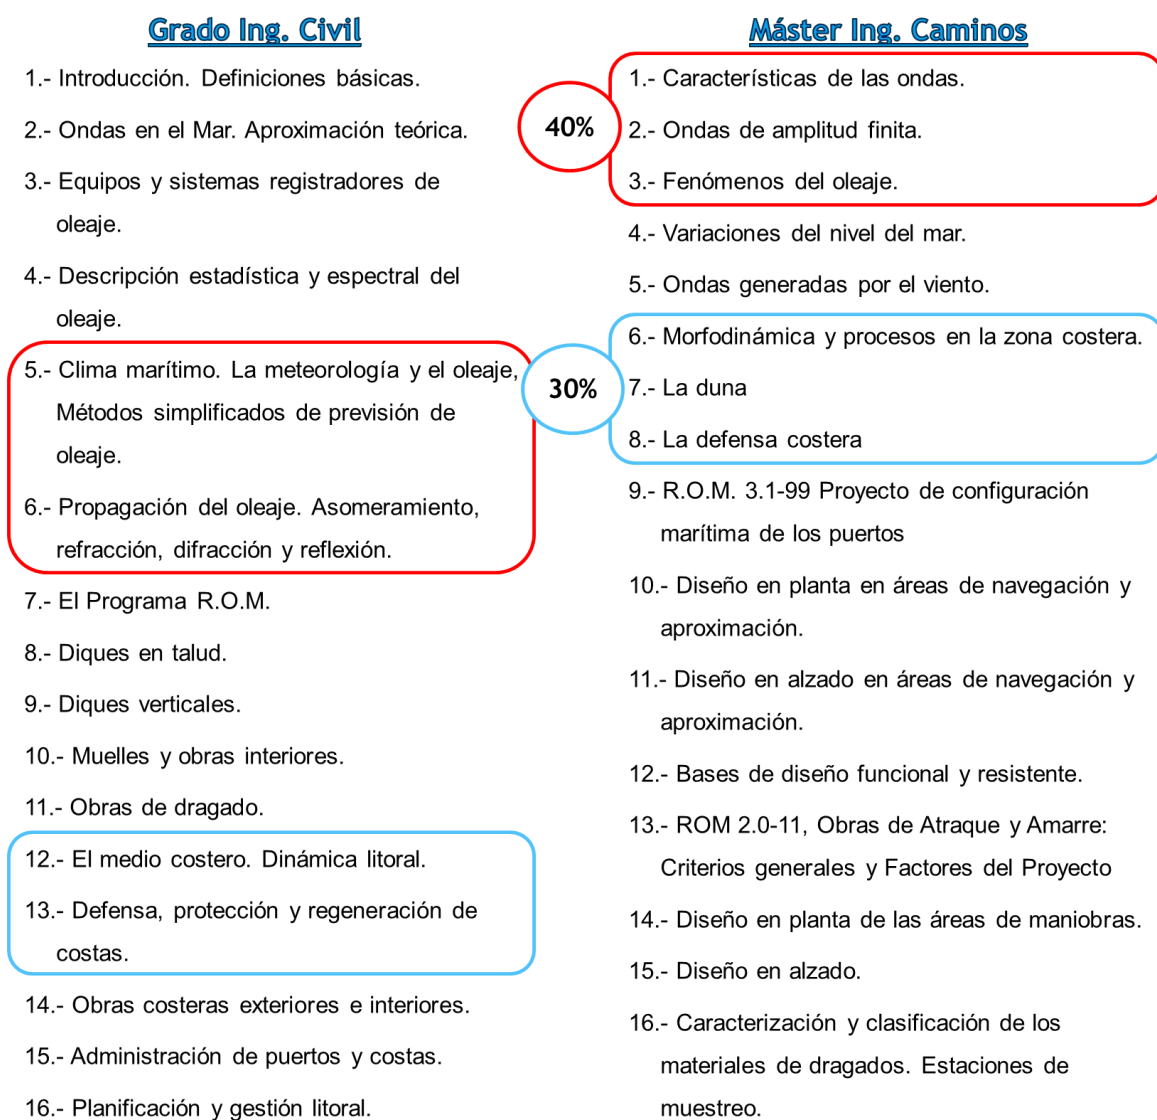 Grado Ing. Civil
1.- Introducción. Definiciones básicas.
2.- Ondas en el Mar. Aproximación teórica.
3.- Equipos y sistemas registradores de
oleaje.
4.- Descripción estadística y espectral del
oleaje.
5.- Clima marítimo. La meteorología y el oleaje,
Métodos simplificados de previsión de
oleaje.
6.- Propagación del oleaje. Asomeramiento,
refracción, difracción y reflexión.
7.- El Programa R.O.M.
8.- Diques en talud.
9.- Diques verticales.
10.- Muelles y obras interiores.
11.- Obras de dragado.
12.- El medio costero. Dinámica litoral.
13.- Defensa, protección y regeneración de
costas.
14.- Obras costeras exteriores e interiores.
15.- Administración de puertos y costas.
16.- Planificación y gestión litoral.
40%
30%
Máster Ing. Caminos
1.- Características de las ondas.
2.- Ondas de amplitud finita.
3.- Fenómenos del oleaje.
4.- Variaciones del nivel del mar.
5.- Ondas generadas por el viento.
6.- Morfodinámica y procesos en la zona costera.
7.- La duna
8.- La defensa costera
9.- R.O.M. 3.1-99 Proyecto de configuración
marítima de los puertos
10.- Diseño en planta en áreas de navegación y
aproximación.
11.- Diseño en alzado en áreas de navegación y
aproximación.
12.- Bases de diseño funcional y resistente.
13.- ROM 2.0-11, Obras de Atraque y Amarre:
Criterios generales y Factores del Proyecto
14.- Diseño en planta de las áreas de maniobras.
15.- Diseño en alzado.
16.- Caracterización y clasificación de los
materiales de dragados. Estaciones de
muestreo.